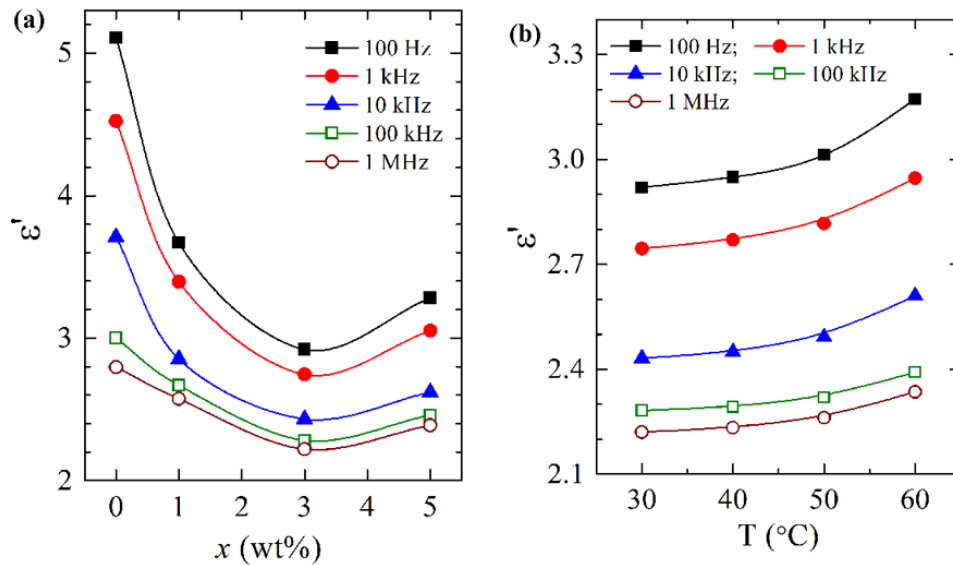 (a)
100 Hz
1 kHz
10 kHz
100 kHz
1 MHz
5
4
3
2
ε'
0 1 2 3 4 5
x (wt%)
(b)
100 Hz; 1 kHz
10 kHz; 100 kHz
1 MHz
3.3
3.0
2.7
2.4
2.1
ε'
30 40 50 60
T (°C)